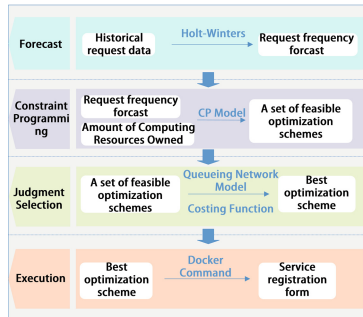 Forecast
Historical
request data
Holt-Winters
Request frequency
forcast
Constraint
Programmi
ng
Request frequency
forcast
Amount of Computing
Resources Owned
CP Model
A set of feasible
optimization
schemes
Judgment
Selection
A set of feasible
optimization
schemes
Queueing Network
Model
Costing Function
Best
optimization
scheme
Execution
Best
optimization
scheme
Docker
Command
Service
registration
form